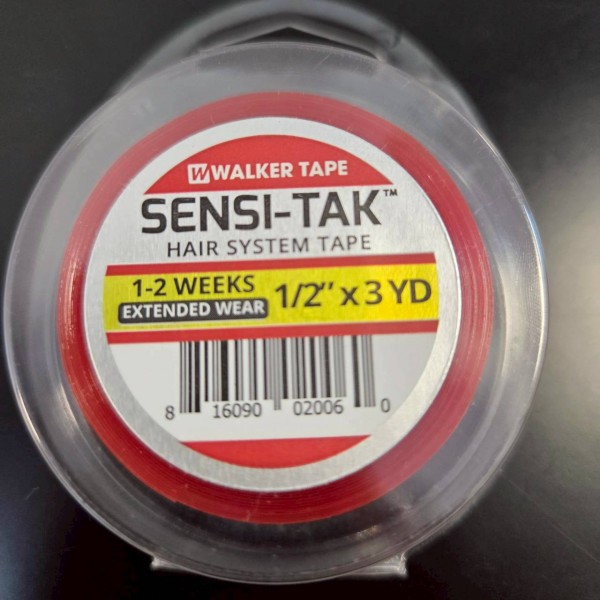 W WALKER TAPE
SENSI-TAK™
HAIR SYSTEM TAPE
1-2 WEEKS
EXTENDED WEAR
1/2" x 3 YD
8 16090 02006 0